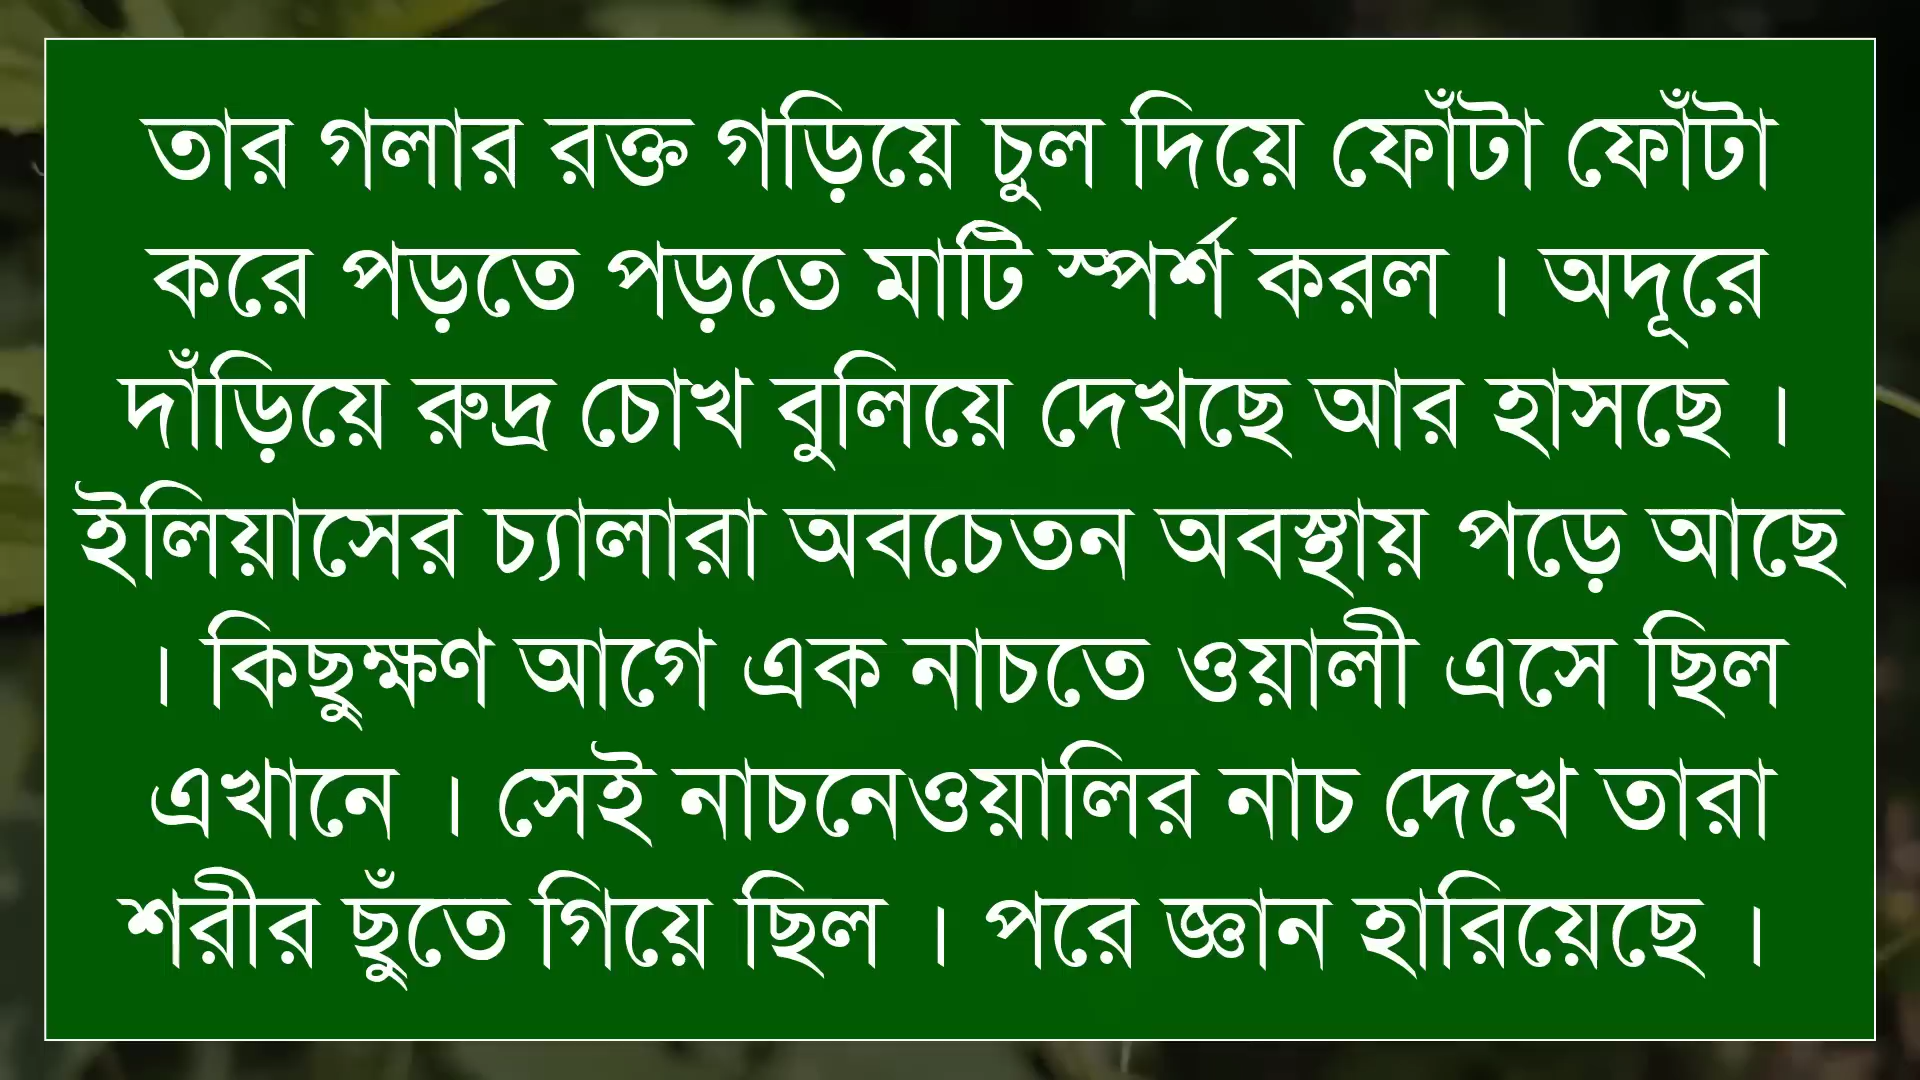 তার গলার রক্ত গড়িয়ে চুল দিয়ে ফোঁটা ফোঁটা
করে পড়তে পড়তে মাটি স্পর্শ করল । অদূরে
দাঁড়িয়ে রুদ্র চোখ বুলিয়ে দেখছে আর হাসছে ।
ইলিয়াসের চ্যালারা অবচেতন অবস্থায় পড়ে আছে
। কিছুক্ষণ আগে এক নাচতে ওয়ালী এসে ছিল
এখানে । সেই নাচনেওয়ালির নাচ দেখে তারা
শরীর ছুঁতে গিয়ে ছিল । পরে জ্ঞান হারিয়েছে ।